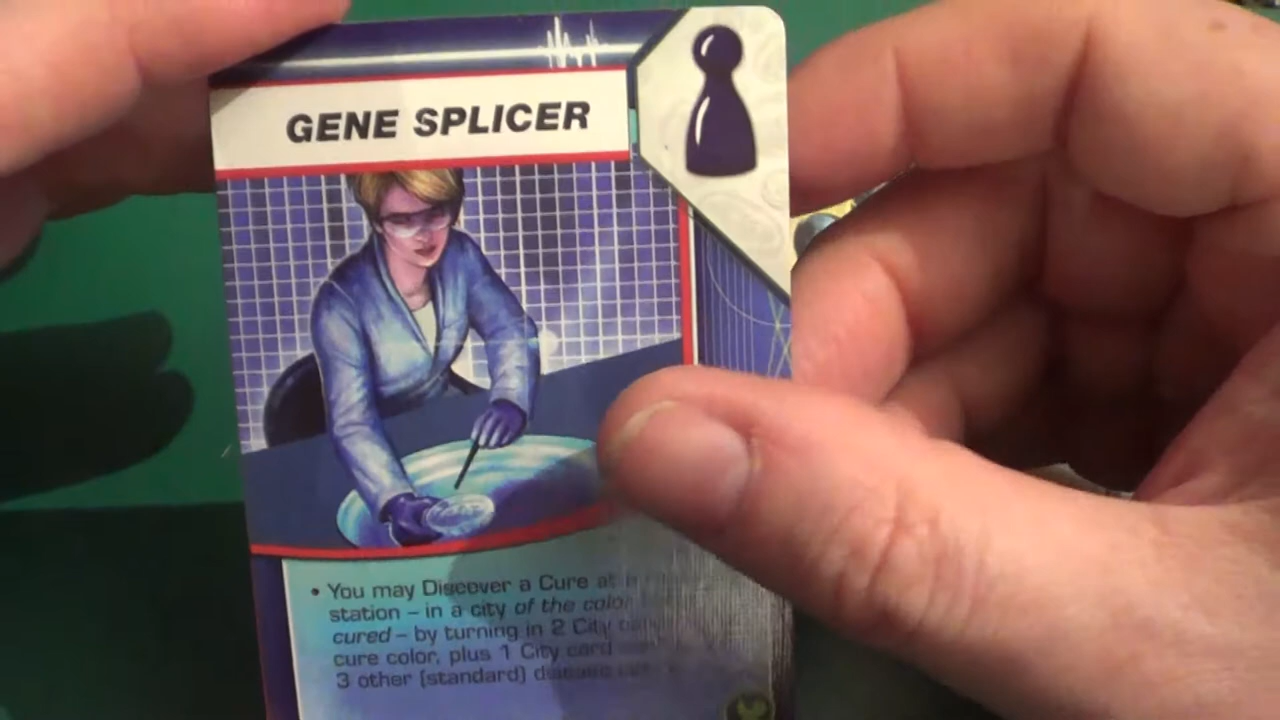 GENE SPLICER
• You may Discover a Cure at
station – in a city of the color
cured – by turning in 2 City
cure color, plus 1 City card
3 other (standard) disease